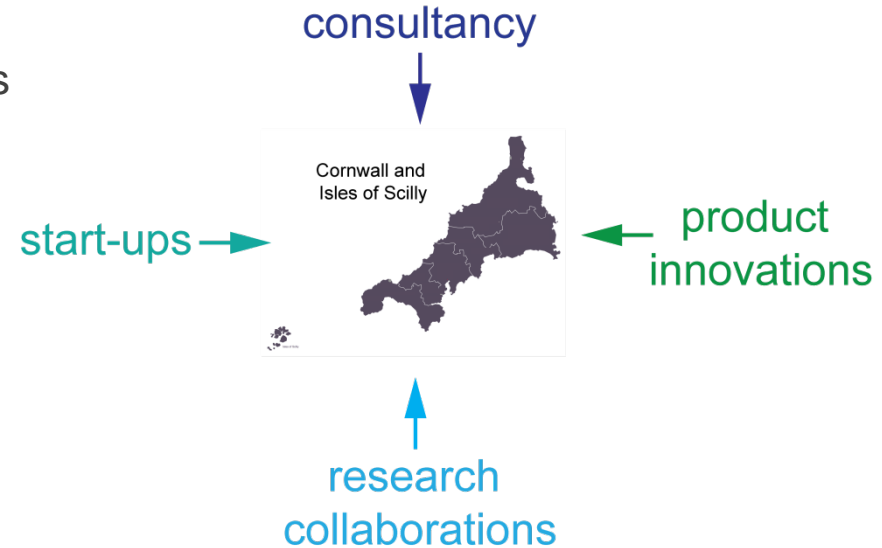 consultancy
s
Cornwall and
Isles of Scilly
start-ups
product
innovations
research
collaborations